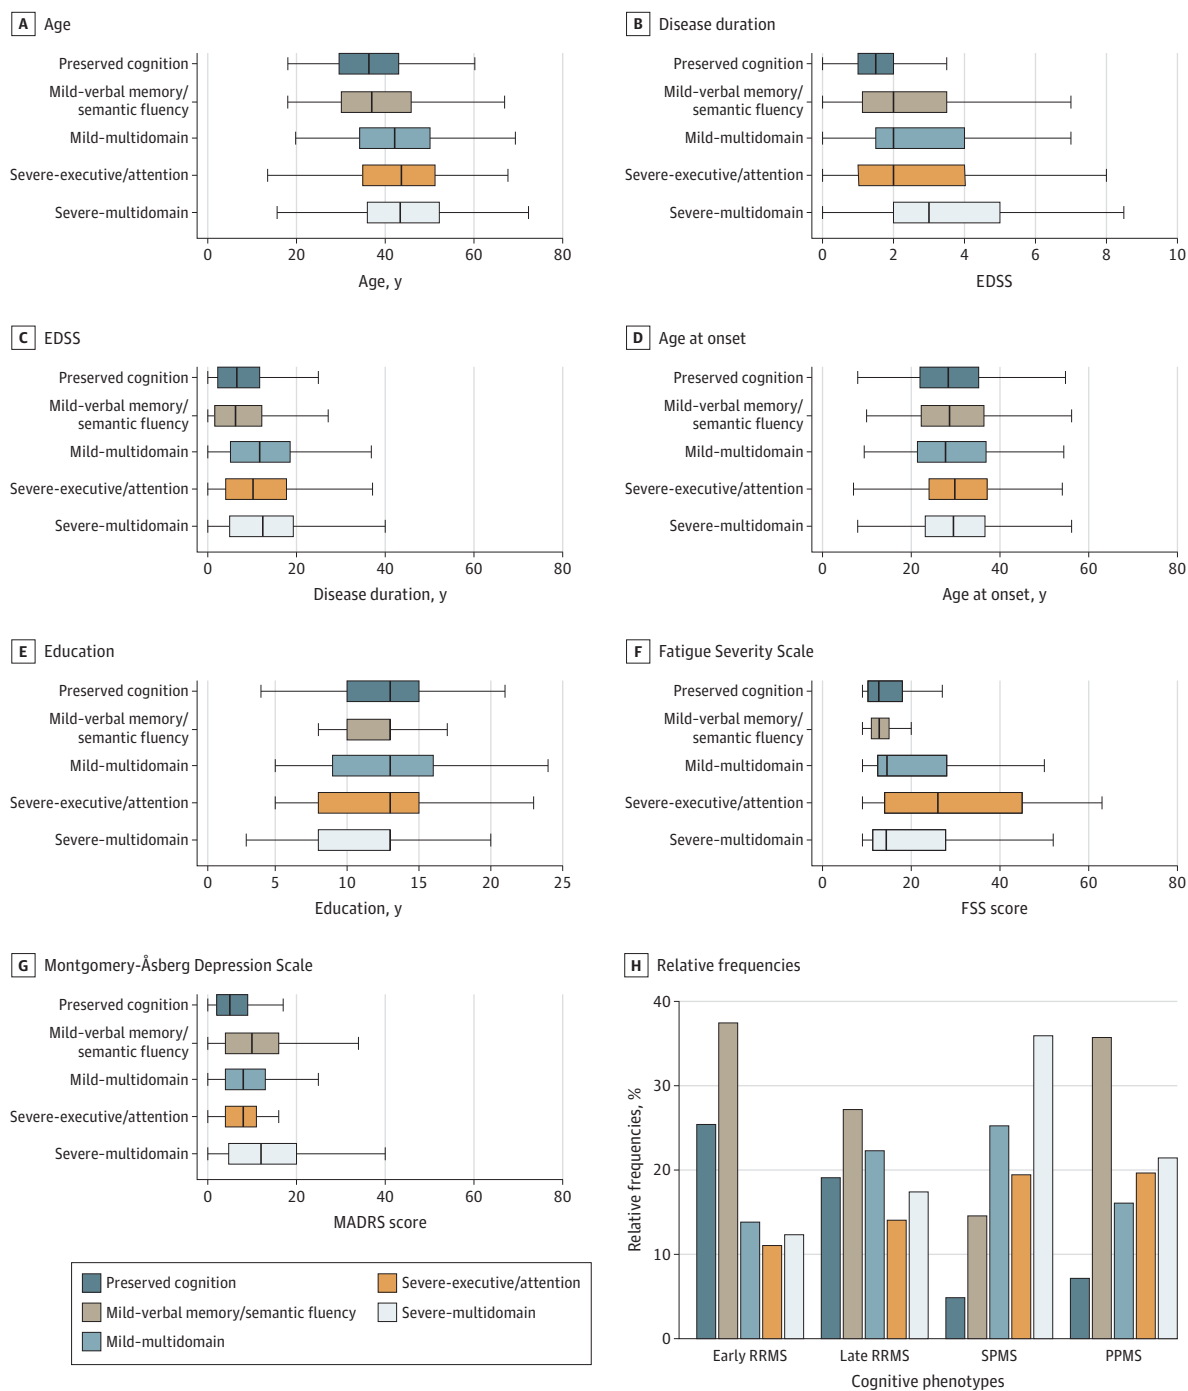 A Age
Preserved cognition
Mild-verbal memory/
semantic fluency
Mild-multidomain
Severe-executive/attention
Severe-multidomain
0 20 40 60 80
Age, y
B Disease duration
Preserved cognition
Mild-verbal memory/
semantic fluency
Mild-multidomain
Severe-executive/attention
Severe-multidomain
0 2 4 6 8 10
EDSS
C EDSS
Preserved cognition
Mild-verbal memory/
semantic fluency
Mild-multidomain
Severe-executive/attention
Severe-multidomain
0 20 40 60 80
Disease duration, y
D Age at onset
Preserved cognition
Mild-verbal memory/
semantic fluency
Mild-multidomain
Severe-executive/attention
Severe-multidomain
0 20 40 60 80
Age at onset, y
E Education
Preserved cognition
Mild-verbal memory/
semantic fluency
Mild-multidomain
Severe-executive/attention
Severe-multidomain
0 5 10 15 20 25
Education, y
F Fatigue Severity Scale
Preserved cognition
Mild-verbal memory/
semantic fluency
Mild-multidomain
Severe-executive/attention
Severe-multidomain
0 20 40 60 80
FSS score
G Montgomery-Åsberg Depression Scale
Preserved cognition
Mild-verbal memory/
semantic fluency
Mild-multidomain
Severe-executive/attention
Severe-multidomain
0 20 40 60 80
MADRS score
H Relative frequencies
Relative frequencies, %
40
30
20
10
0
Early RRMS Late RRMS SPMS PPMS
Cognitive phenotypes
Preserved cognition
Mild-verbal memory/semantic fluency
Mild-multidomain
Severe-executive/attention
Severe-multidomain